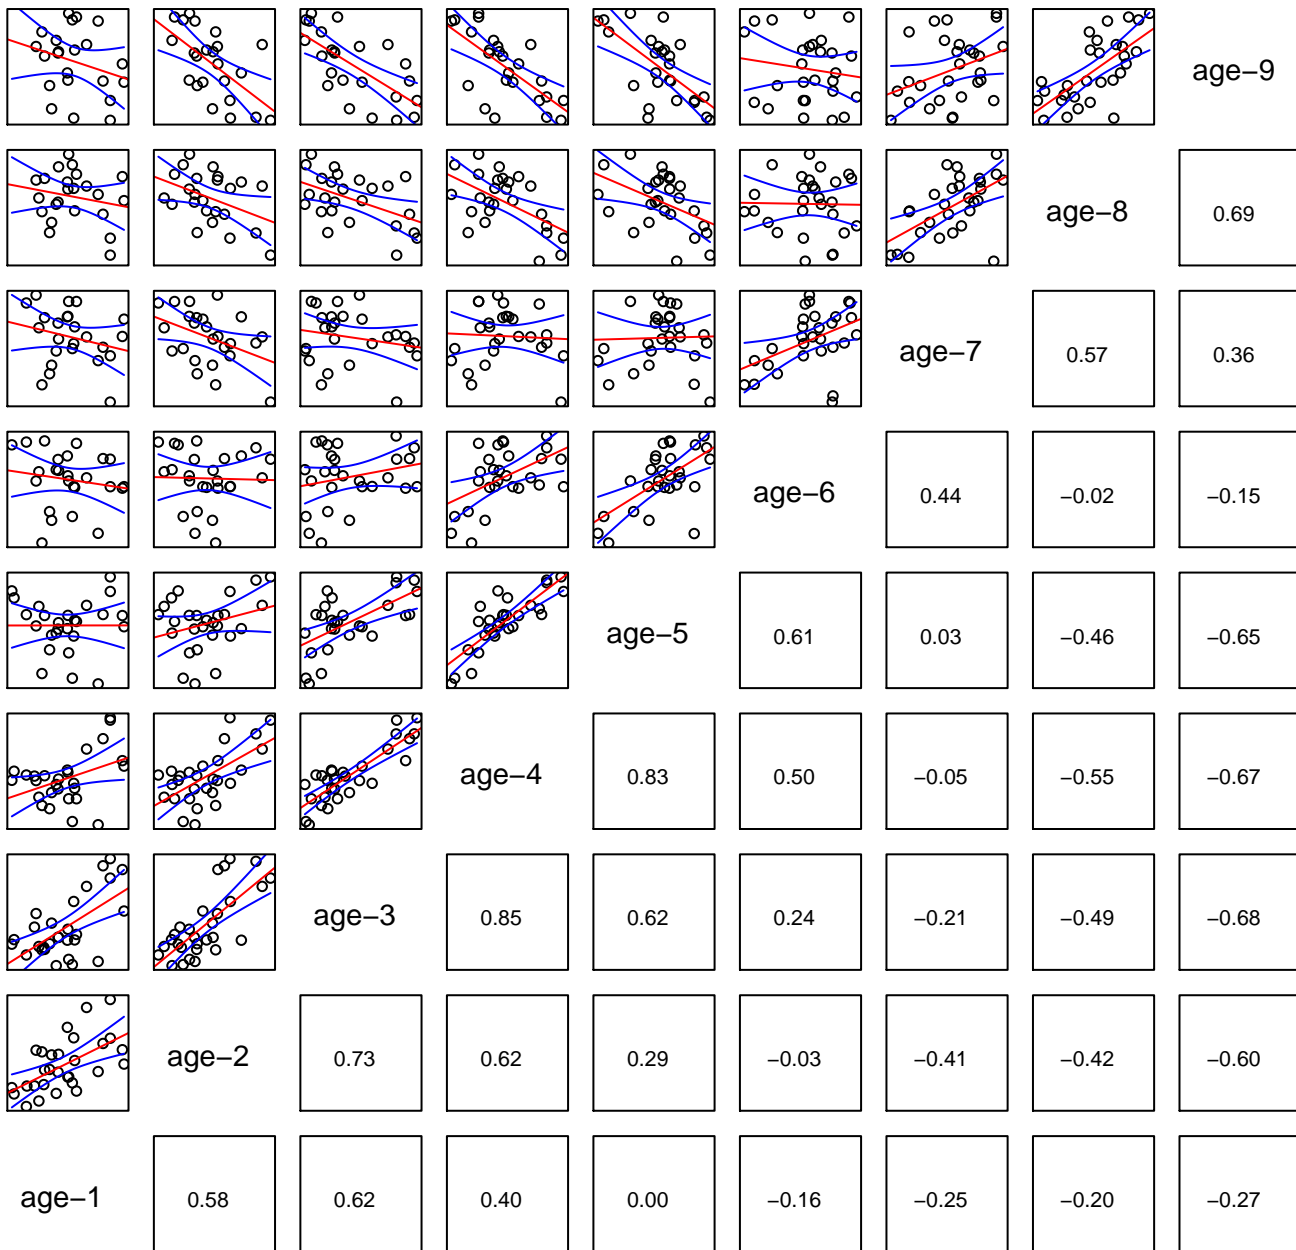 age−9
age−8 0.69
age−7 0.57 0.36
age−6 0.44 −0.02 −0.15
age−5 0.61 0.03 −0.46 −0.65
age−4 0.83 0.50 −0.05 −0.55 −0.67
age−3 0.85 0.62 0.24 −0.21 −0.49 −0.68
age−2 0.73 0.62 0.29 −0.03 −0.41 −0.42 −0.60
age−1 0.58 0.62 0.40 0.00 −0.16 −0.25 −0.20 −0.27